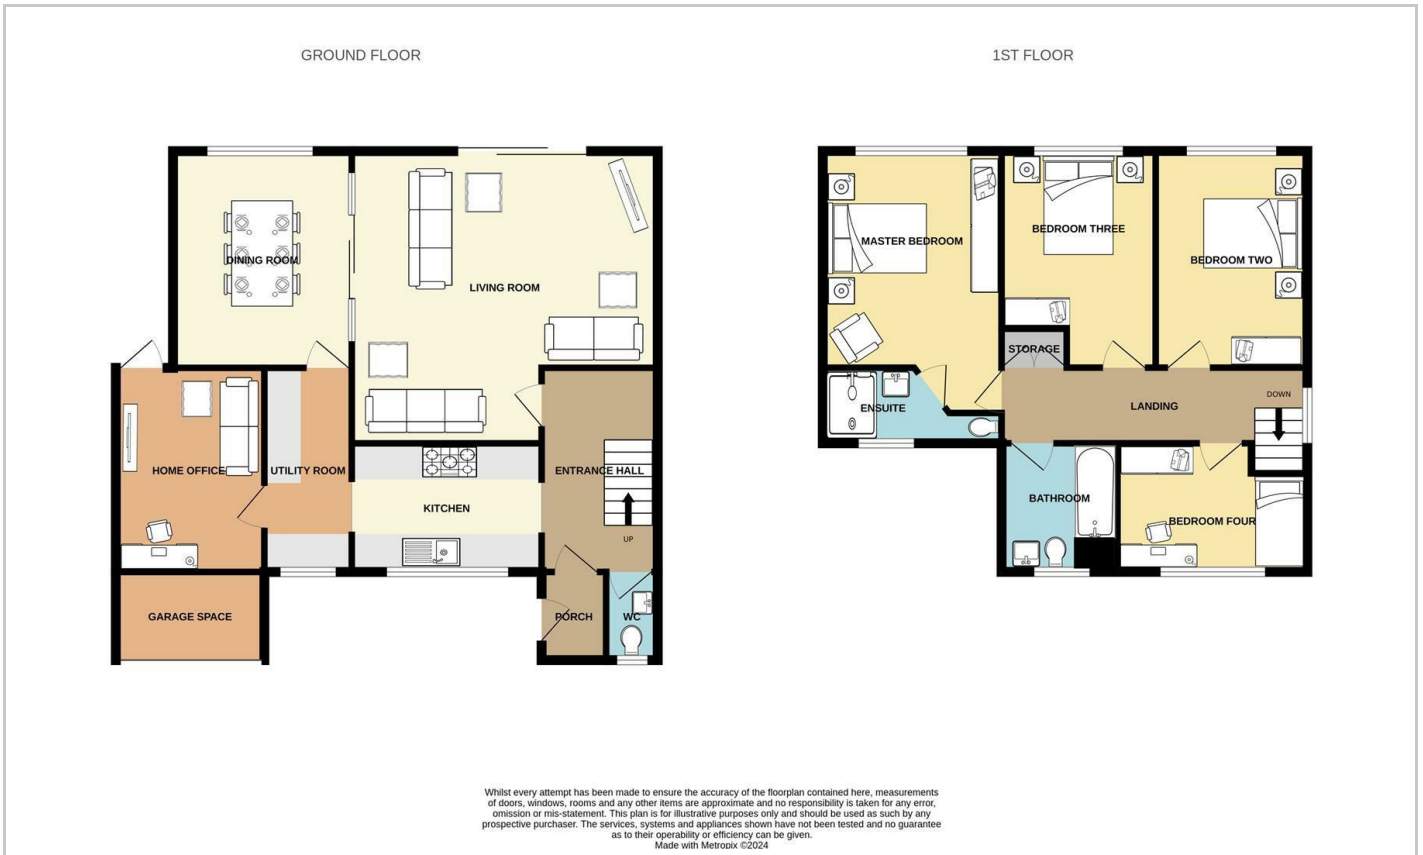 GROUND FLOOR
1ST FLOOR
DINING ROOM
LIVING ROOM
HOME OFFICE
UTILITY ROOM
KITCHEN
ENTRANCE HALL
UP
GARAGE SPACE
PORCH
WC
MASTER BEDROOM
BEDROOM THREE
BEDROOM TWO
STORAGE
ENSUITE
LANDING
DOWN
BATHROOM
BEDROOM FOUR
Whilst every attempt has been made to ensure the accuracy of the floorplan contained here, measurements
of doors, windows, rooms and any other items are approximate and no responsibility is taken for any error,
omission or mis-statement. This plan is for illustrative purposes only and should be used as such by any
prospective purchaser. The services, systems and appliances shown have not been tested and no guarantee
as to their operability or efficiency can be given.
Made with Metropix ©2024